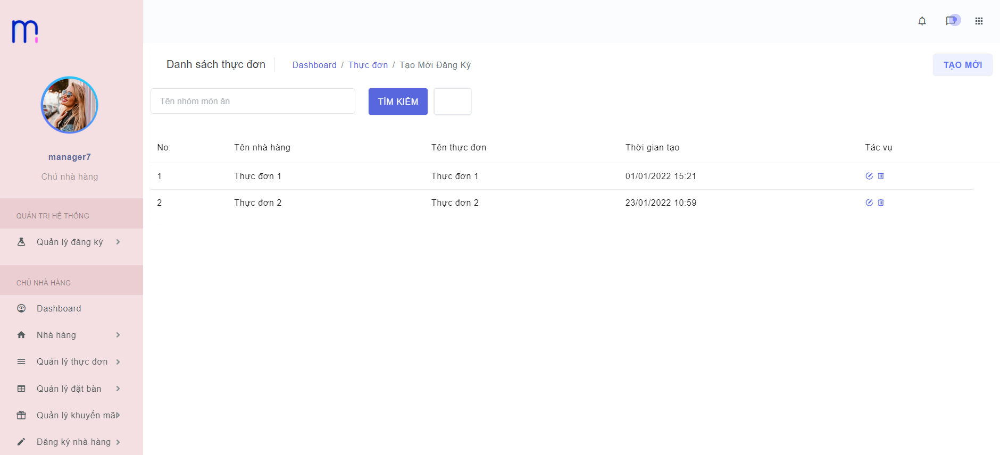 m
manager7
Chủ nhà hàng
QUẢN TRỊ HỆ THỐNG
Quản lý đăng ký
CHỦ NHÀ HÀNG
Dashboard
Nhà hàng
Quản lý thực đơn
Quản lý đặt bàn
Quản lý khuyến mãi
Đăng ký nhà hàng
Danh sách thực đơn
Dashboard / Thực đơn / Tạo Mới Đăng Ký
TẠO MỚI
Tên nhóm món ăn
TÌM KIẾM
No. Tên nhà hàng Tên thực đơn Thời gian tạo Tác vụ
1 Thực đơn 1 Thực đơn 1 01/01/2022 15:21
2 Thực đơn 2 Thực đơn 2 23/01/2022 10:59